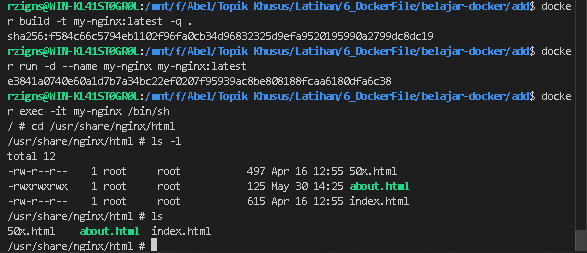 rzigns@WIN-KL41ST0GR0L:/mnt/f/Abel/Topik Khusus/Latihan/6_DockerFile/belajar-docker/add$ docke
r build -t my-nginx:latest -q .
sha256:f584c66c5794eb1102f96fa0cb34d96832325d9efa9520195990a2799dc8dc19
rzigns@WIN-KL41ST0GR0L:/mnt/f/Abel/Topik Khusus/Latihan/6_DockerFile/belajar-docker/add$ docke
r run -d --name my-nginx my-nginx:latest
e3841a0740e60a1d7b7a34bc22ef0207f95939ac8be808188fcaa6180dfa6c38
rzigns@WIN-KL41ST0GR0L:/mnt/f/Abel/Topik Khusus/Latihan/6_DockerFile/belajar-docker/add$ docke
r exec -it my-nginx /bin/sh
/ # cd /usr/share/nginx/html
/usr/share/nginx/html # ls -l
total 12
-rw-r--r-- 1 root root 497 Apr 16 12:55 50x.html
-rwxrwxrwx 1 root root 125 May 30 14:25 about.html
-rw-r--r-- 1 root root 615 Apr 16 12:55 index.html
/usr/share/nginx/html # ls
50x.html about.html index.html
/usr/share/nginx/html #